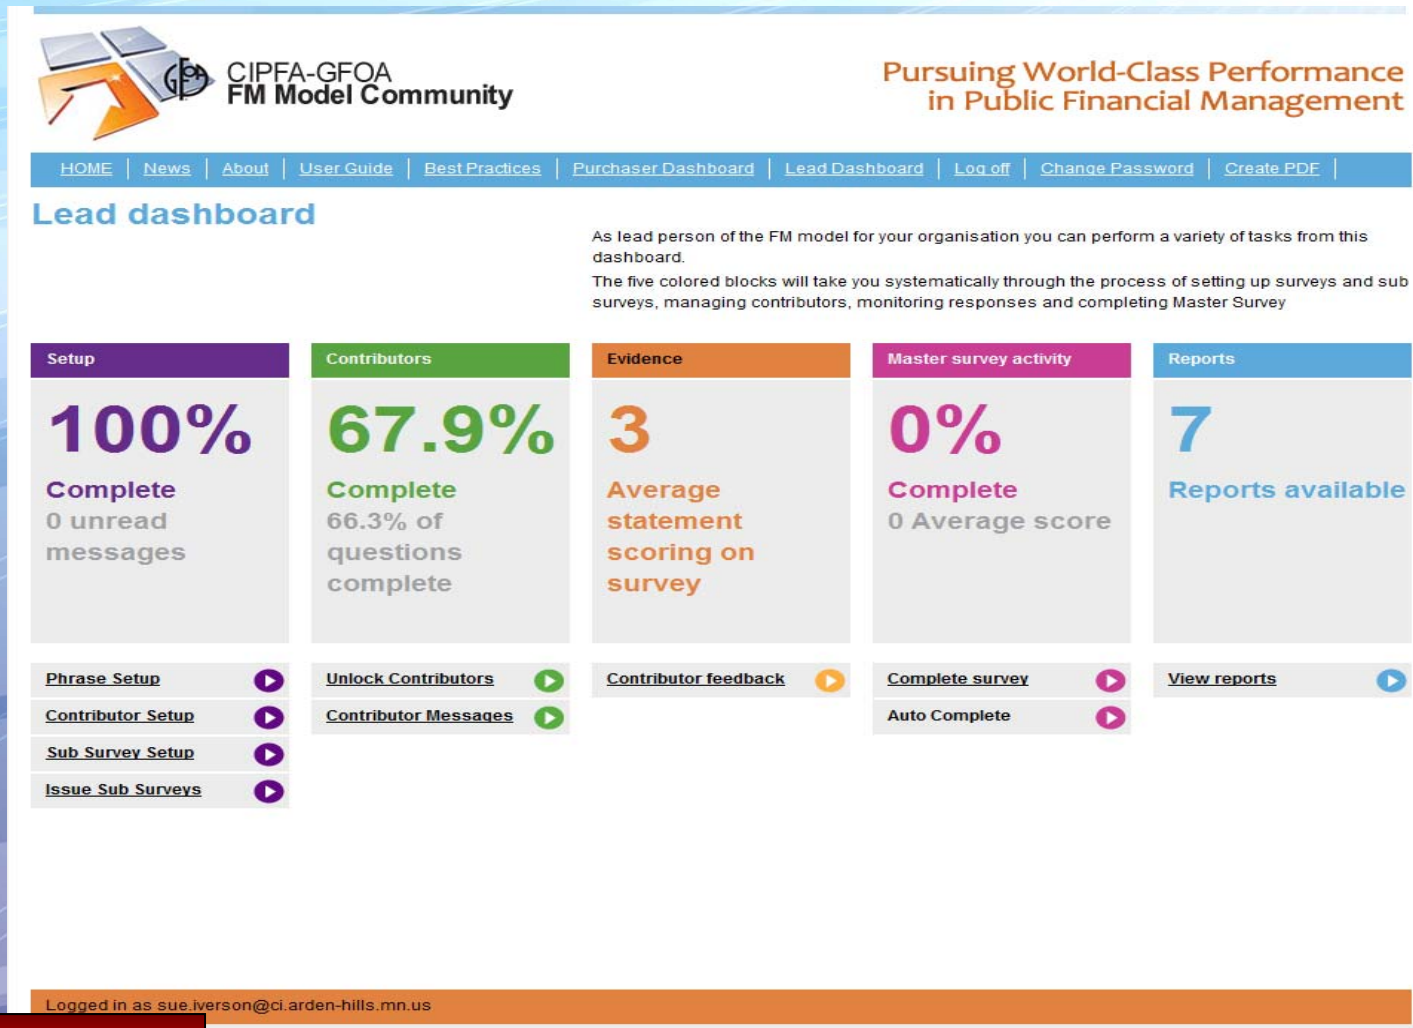 GFOA
CIPFA-GFOA
FM Model Community
Pursuing World-Class Performance
in Public Financial Management
HOME | News | About | User Guide | Best Practices | Purchaser Dashboard | Lead Dashboard | Log off | Change Password | Create PDF |
Lead dashboard
As lead person of the FM model for your organisation you can perform a variety of tasks from this
dashboard.
The five colored blocks will take you systematically through the process of setting up surveys and sub
surveys, managing contributors, monitoring responses and completing Master Survey
Setup
100%
Complete
0 unread
messages
Phrase Setup
Contributor Setup
Sub Survey Setup
Issue Sub Surveys
Contributors
67.9%
Complete
66.3% of
questions
complete
Unlock Contributors
Contributor Messages
Evidence
3
Average
statement
scoring on
survey
Contributor feedback
Master survey activity
0%
Complete
0 Average score
Complete survey
Auto Complete
Reports
7
Reports available
View reports
Logged in as sue.iverson@ci.arden-hills.mn.us